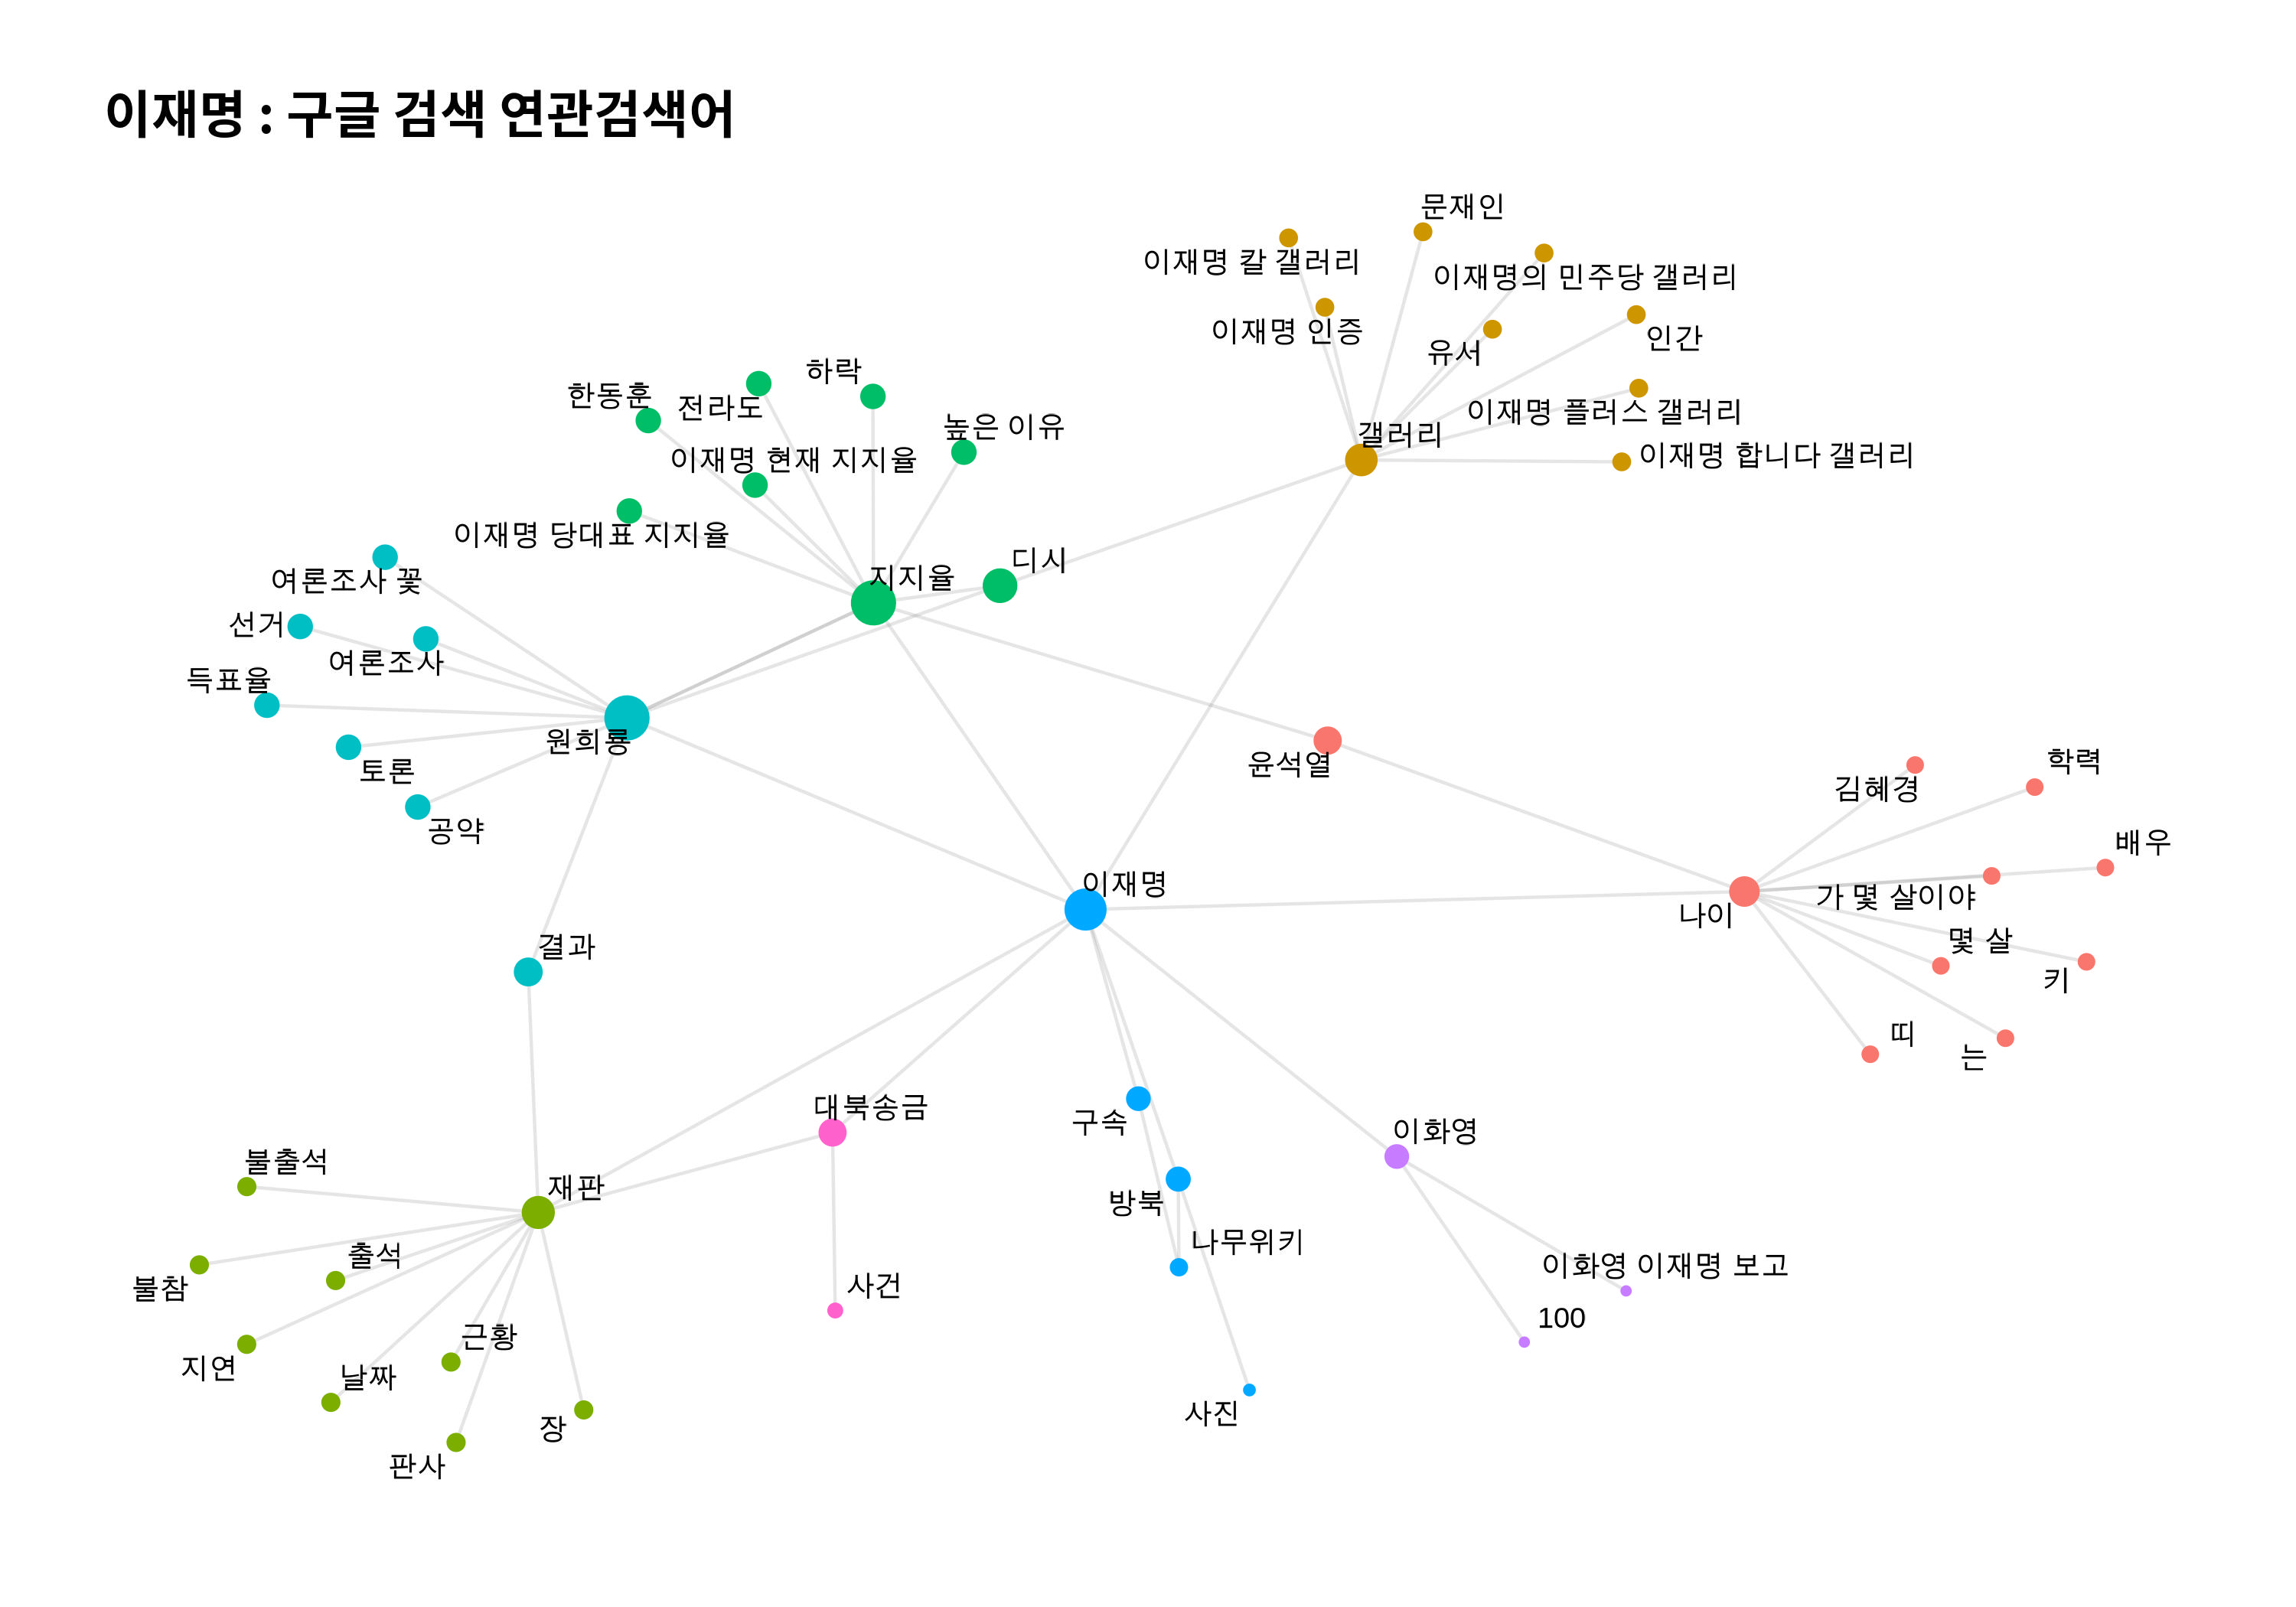 이재명 : 구글 검색 연관검색어
문재인
이재명 칼 갤러리
이재명의 민주당 갤러리
이재명 인증
유서
인간
이재명 플러스 갤러리
갤러리
이재명 합니다 갤러리
한동훈
전라도
하락
높은 이유
이재명 현재 지지율
이재명 당대표 지지율
지지율
디시
여론조사 꽃
선거
여론조사
득표율
원희룡
토론
공약
윤석열
김혜경
학력
배우
가 몇 살이야
나이
몇 살
키
띠
는
이재명
결과
대북송금
구속
이화영
불출석
재판
방북
나무위키
출석
불참
사건
이화영 이재명 보고
100
근황
지연
날짜
사진
장
판사